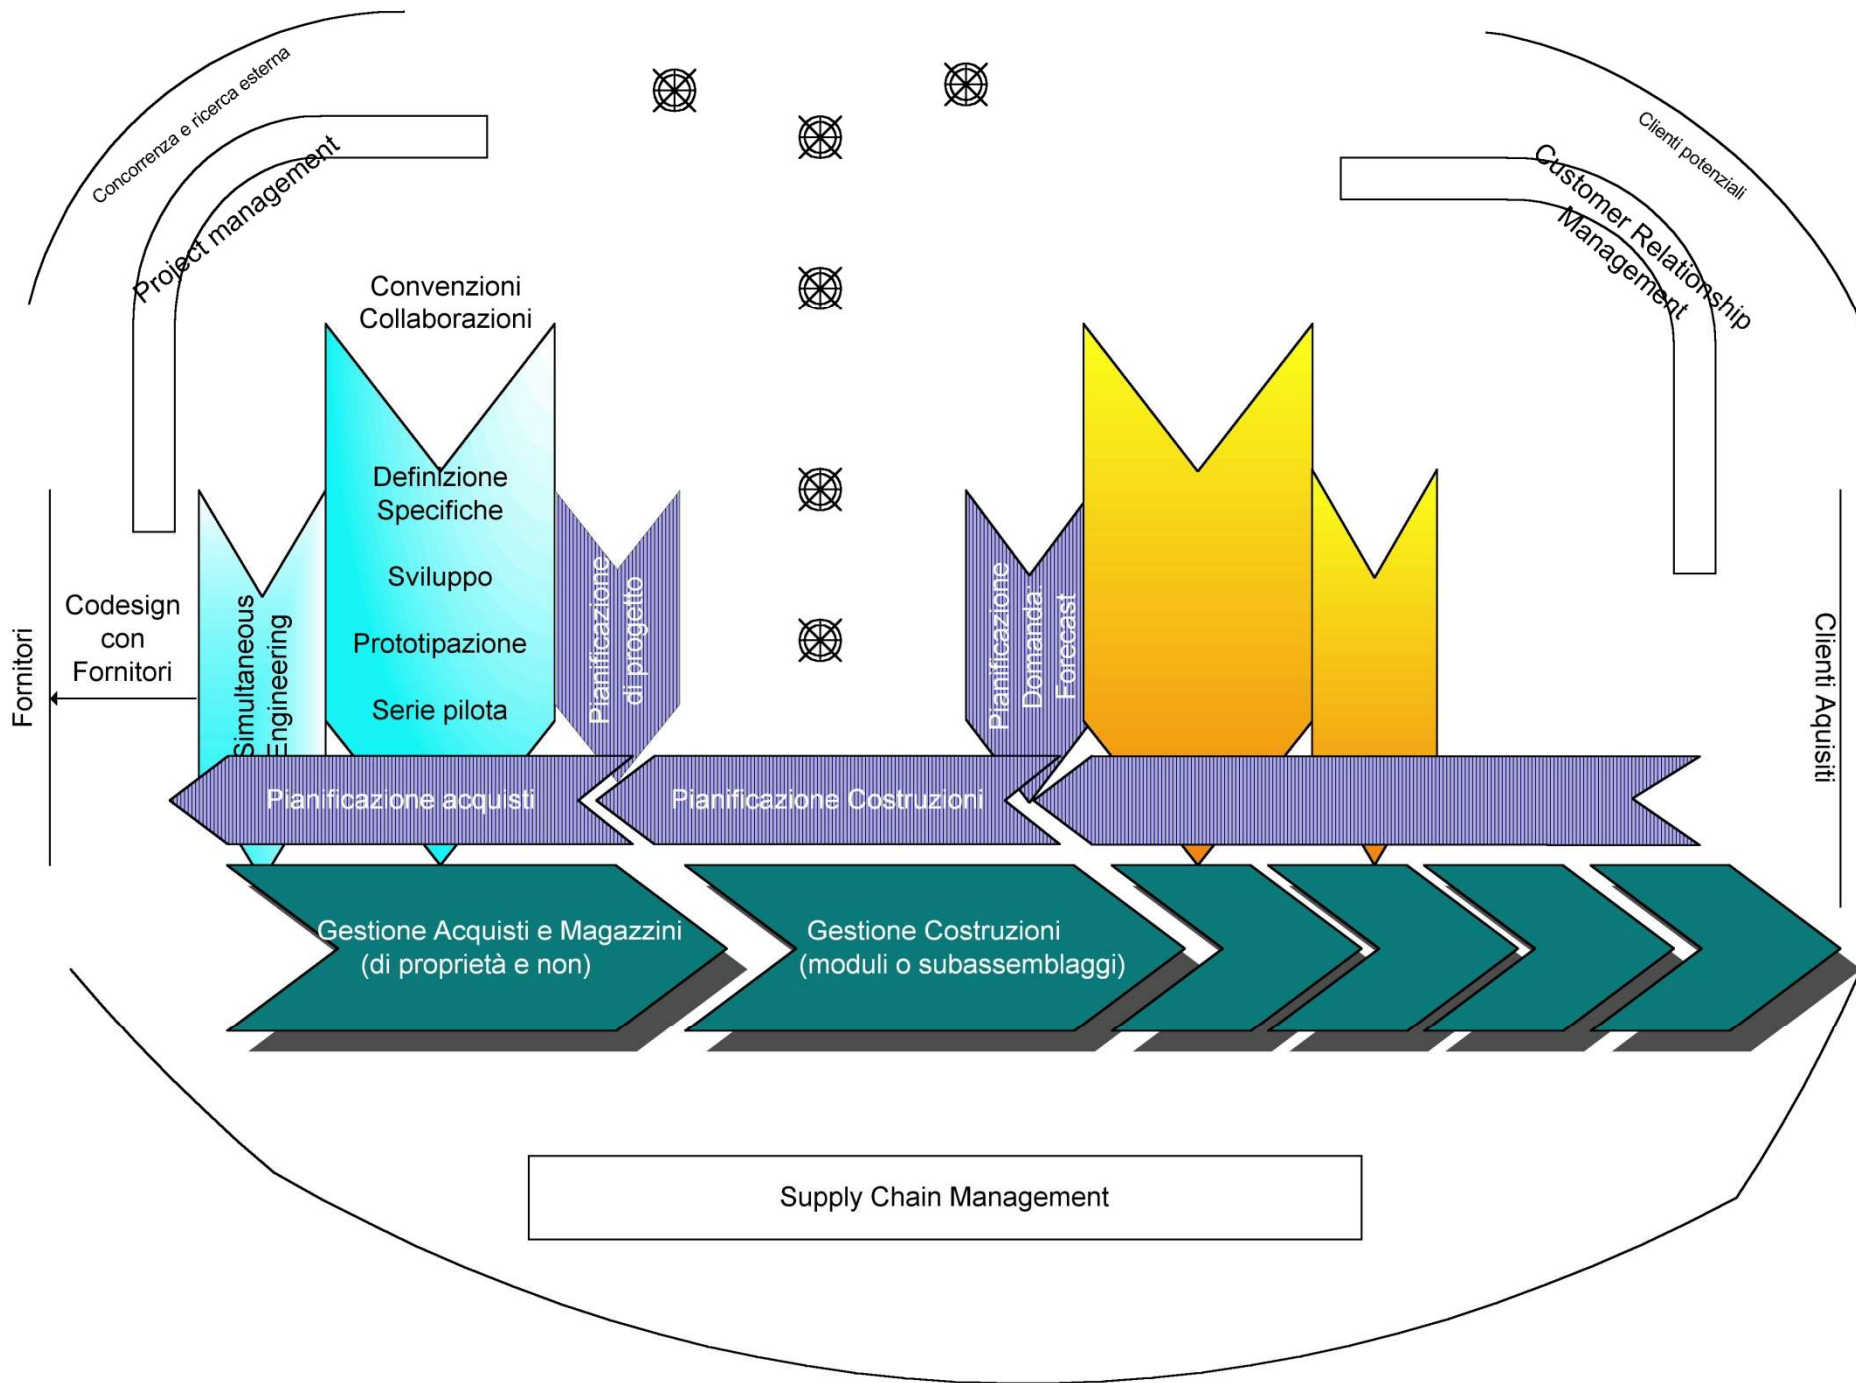 Concorrenza e ricerca esterna
Project management
Clienti potenziali
Customer Relationship
Management
Convenzioni
Collaborazioni
Definizione
Specifiche
Sviluppo
Prototipazione
Serie pilota
Fornitori
Codesign
con
Fornitori
Simultaneous
Engineering
Pianificazione
di progetto
Pianificazione
Domanda:
Forecast
Clienti Aquisiti
Pianificazione acquisti
Pianificazione Costruzioni
Gestione Acquisti e Magazzini
(di proprietà e non)
Gestione Costruzioni
(moduli o subassemblaggi)
Supply Chain Management